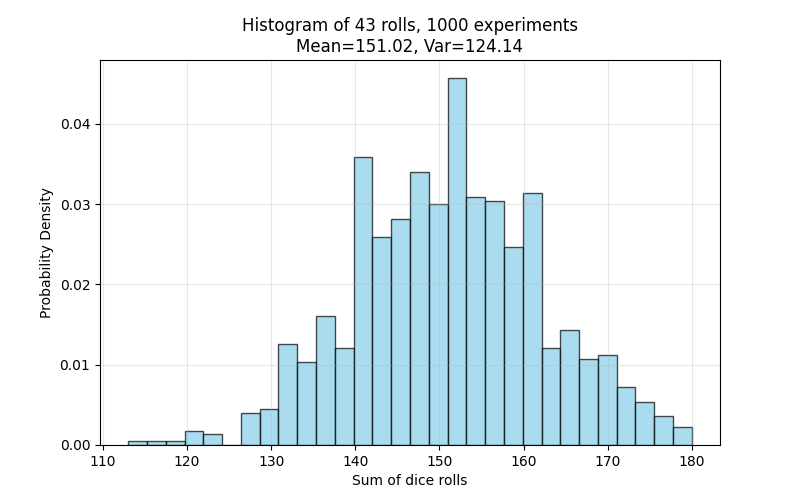 Histogram of 43 rolls, 1000 experiments
Mean=151.02, Var=124.14
Probability Density
0.04
0.03
0.02
0.01
0.00
110 120 130 140 150 160 170 180
Sum of dice rolls